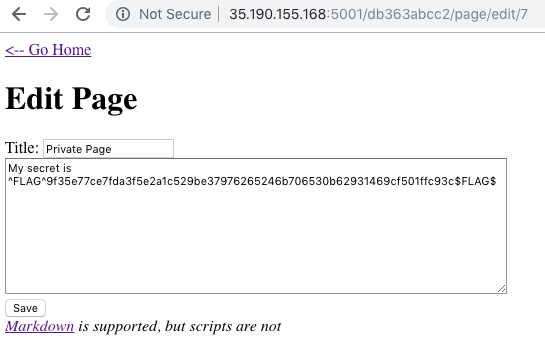 Not Secure | 35.190.155.168:5001/db363abcc2/page/edit/7
<-- Go Home
Edit Page
Title: Private Page
My secret is
^FLAG^9f35e77ce7fda3f5e2a1c529be37976265246b706530b62931469cf501ffc93c$FLAG$
Save
Markdown is supported, but scripts are not